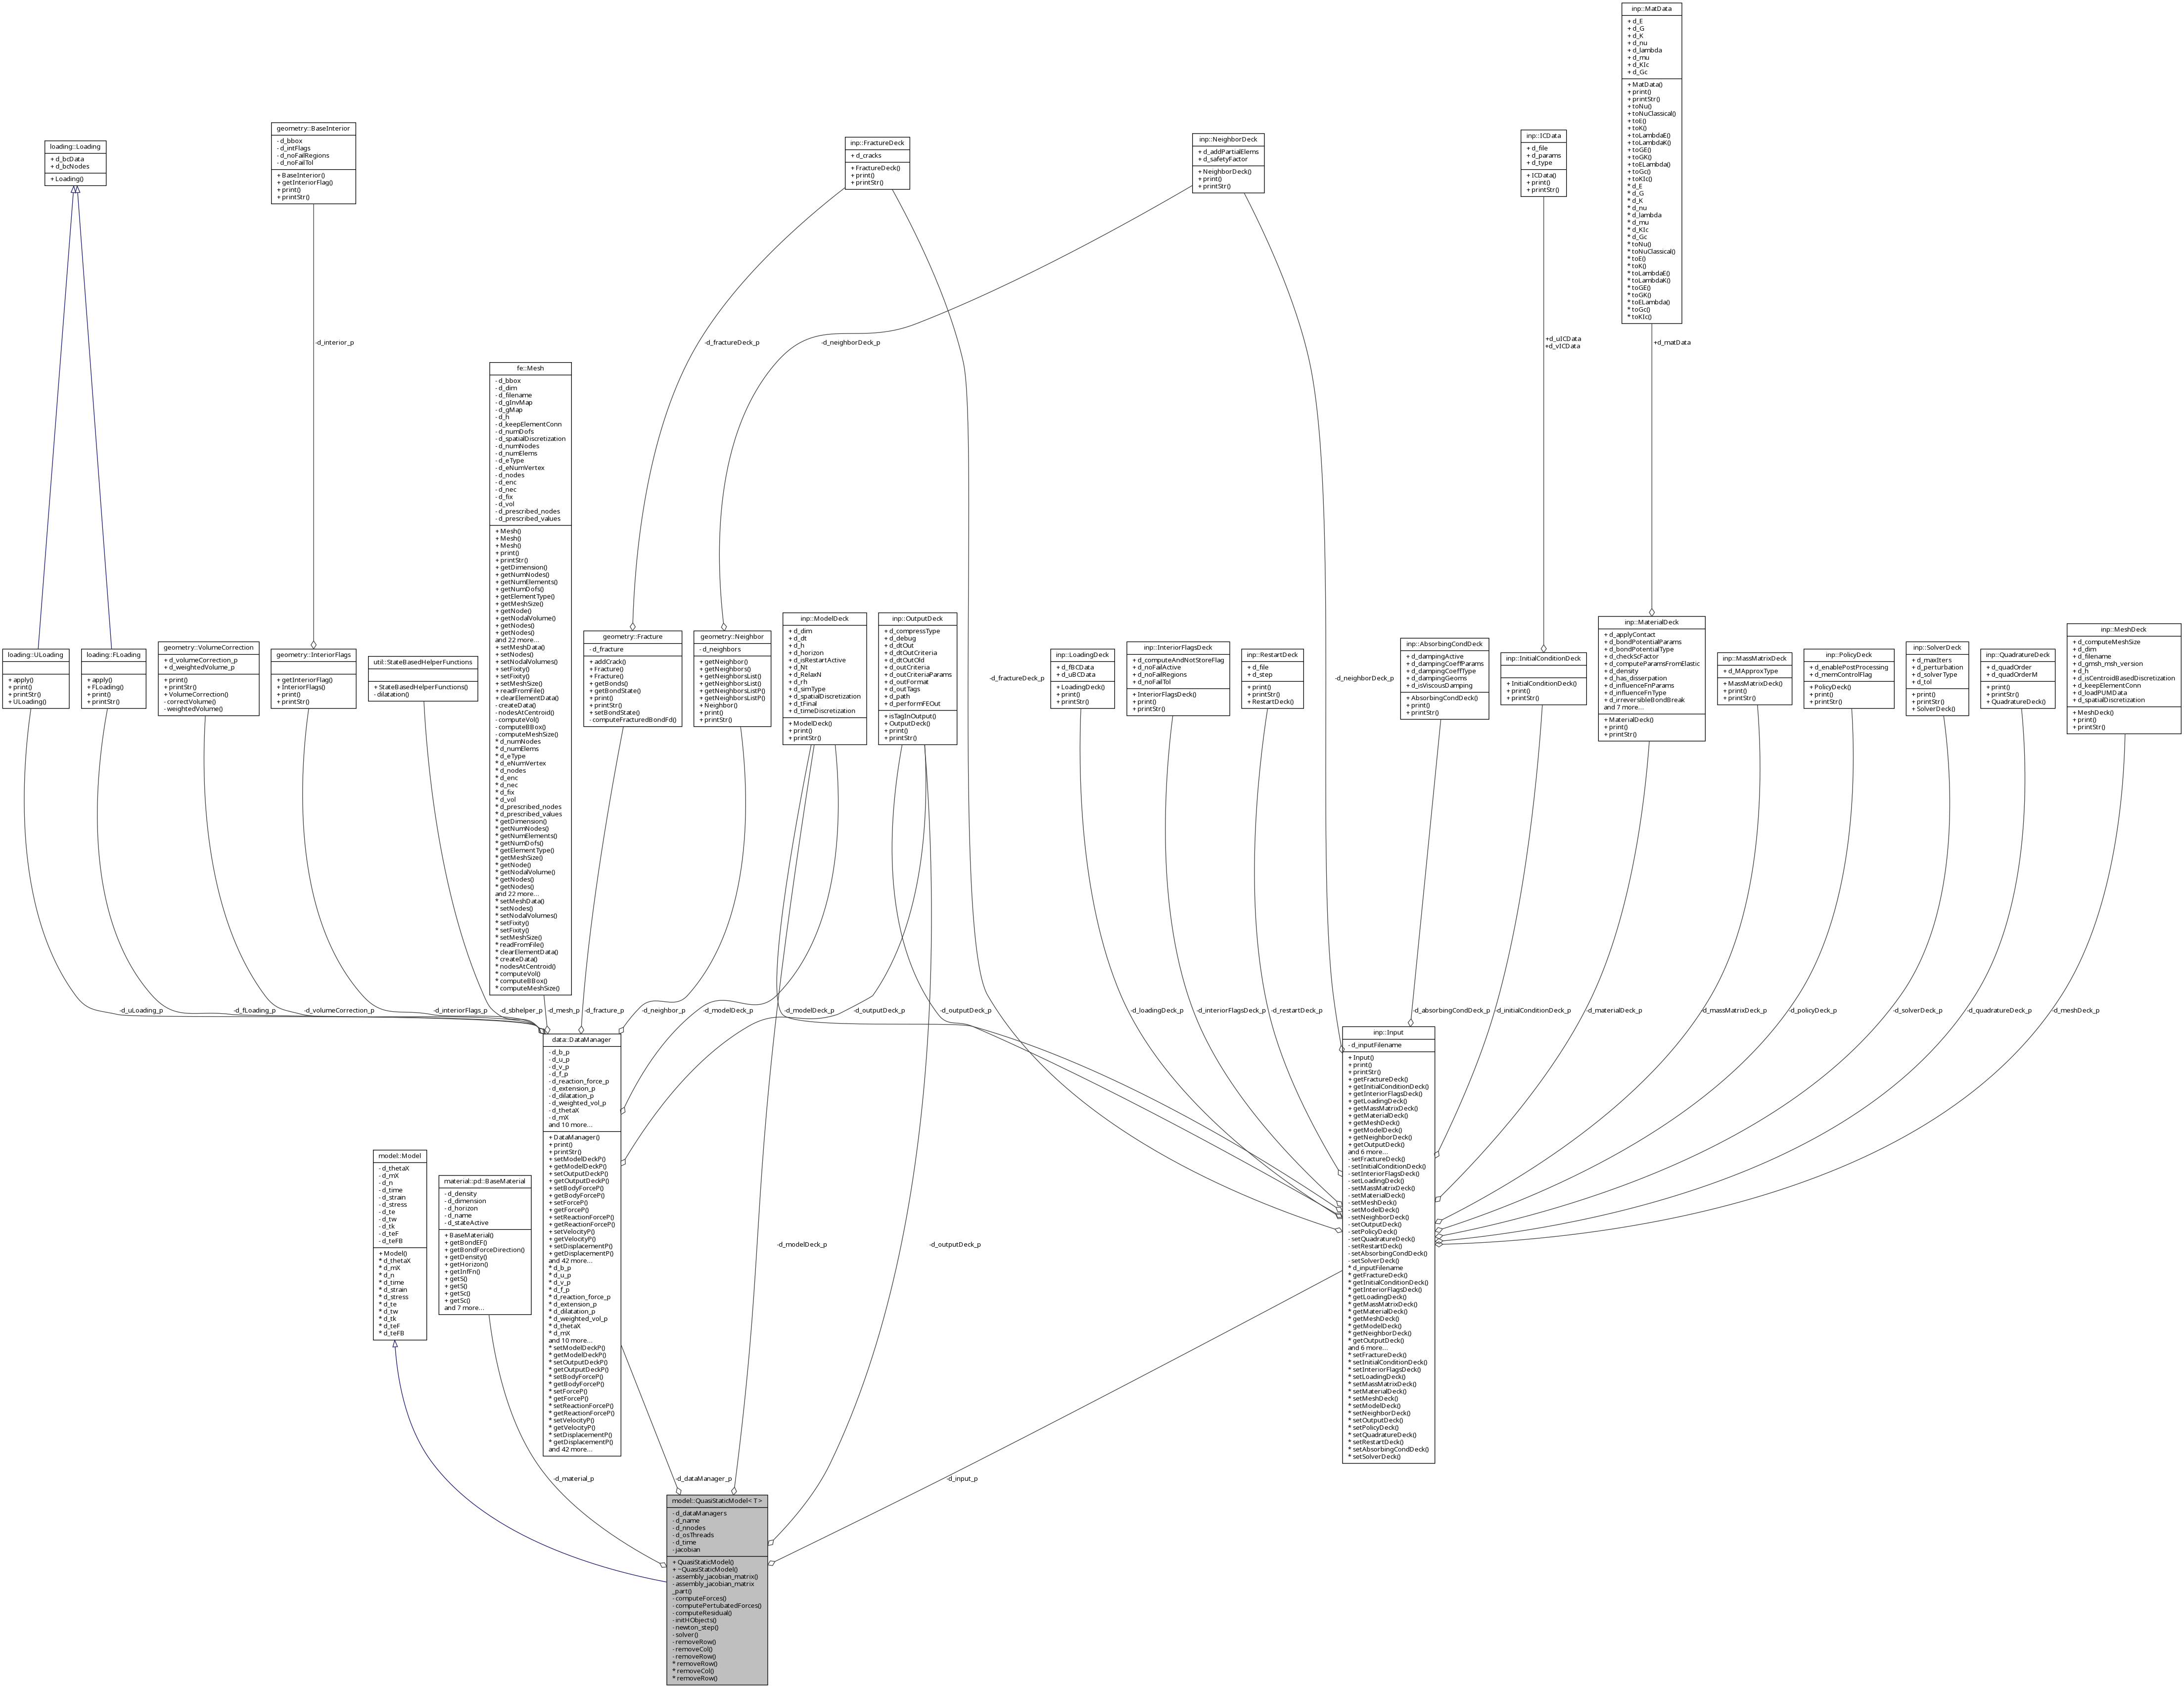 inp::MatData
+ d_E
+ d_G
+ d_K
+ d_nu
+ d_lambda
+ d_mu
+ d_KIc
+ d_Gc
+ MatData()
+ print()
+ printStr()
+ toNu()
+ toNuClassical()
+ toE()
+ toK()
+ toLambdaE()
+ toLambdaK()
+ toGE()
+ toGK()
+ toELambda()
+ toGc()
+ toKIc()
* d_E
* d_G
* d_K
* d_nu
* d_lambda
* d_mu
* d_KIc
* d_Gc
* toNu()
* toNuClassical()
* toE()
* toK()
* toLambdaE()
* toLambdaK()
* toGE()
* toGK()
* toELambda()
* toGc()
* toKIc()
loading::Loading
+ d_bcData
+ d_bcNodes
+ Loading()
geometry::BaseInterior
- d_bbox
- d_intFlags
- d_noFailRegions
- d_noFailTol
+ BaseInterior()
+ getInteriorFlag()
+ print()
+ printStr()
inp::FractureDeck
+ d_cracks
+ FractureDeck()
+ print()
+ printStr()
inp::NeighborDeck
+ d_addPartialElems
+ d_safetyFactor
+ NeighborDeck()
+ print()
+ printStr()
inp::ICData
+ d_file
+ d_params
+ d_type
+ ICData()
+ print()
+ printStr()
-d_interior_p
-d_fractureDeck_p
-d_neighborDeck_p
+d_uICData
+d_vICData
+d_matData
fe::Mesh
- d_bbox
- d_dim
- d_filename
- d_gInvMap
- d_gMap
- d_h
- d_keepElementConn
- d_numDofs
- d_spatialDiscretization
- d_numNodes
- d_numElems
- d_eType
- d_eNumVertex
- d_nodes
- d_enc
- d_nec
- d_fix
- d_vol
- d_prescribed_nodes
- d_prescribed_values
+ Mesh()
+ Mesh()
+ Mesh()
+ print()
+ printStr()
+ getDimension()
+ getNumNodes()
+ getNumElements()
+ getNumDofs()
+ getElementType()
+ getMeshSize()
+ getNode()
+ getNodalVolume()
+ getNodes()
+ getNodes()
and 22 more...
+ setMeshData()
+ setNodes()
+ setNodalVolumes()
+ setFixity()
+ setFixity()
+ setMeshSize()
+ readFromFile()
+ clearElementData()
- createData()
- nodesAtCentroid()
- computeVol()
- computeBBox()
- computeMeshSize()
* d_numNodes
* d_numElems
* d_eType
* d_eNumVertex
* d_nodes
* d_enc
* d_nec
* d_fix
* d_vol
* d_prescribed_nodes
* d_prescribed_values
* getDimension()
* getNumNodes()
* getNumElements()
* getNumDofs()
* getElementType()
* getMeshSize()
* getNode()
* getNodalVolume()
* getNodes()
* getNodes()
and 22 more...
* setMeshData()
* setNodes()
* setNodalVolumes()
* setFixity()
* setFixity()
* setMeshSize()
* readFromFile()
* clearElementData()
* createData()
* nodesAtCentroid()
* computeVol()
* computeBBox()
* computeMeshSize()
loading::ULoading
+ apply()
+ print()
+ printStr()
+ ULoading()
loading::FLoading
+ apply()
+ FLoading()
+ print()
+ printStr()
geometry::VolumeCorrection
+ d_volumeCorrection_p
+ d_weightedVolume_p
+ print()
+ printStr()
+ VolumeCorrection()
- correctVolume()
- weightedVolume()
geometry::InteriorFlags
+ getInteriorFlag()
+ InteriorFlags()
+ print()
+ printStr()
util::StateBasedHelperFunctions
+ StateBasedHelperFunctions()
- dilatation()
geometry::Fracture
- d_fracture
+ addCrack()
+ Fracture()
+ Fracture()
+ getBonds()
+ getBondState()
+ print()
+ printStr()
+ setBondState()
- computeFracturedBondFd()
geometry::Neighbor
- d_neighbors
+ getNeighbor()
+ getNeighbors()
+ getNeighborsList()
+ getNeighborsList()
+ getNeighborsListP()
+ getNeighborsListP()
+ Neighbor()
+ print()
+ printStr()
inp::ModelDeck
+ d_dim
+ d_dt
+ d_h
+ d_horizon
+ d_isRestartActive
+ d_Nt
+ d_RelaxN
+ d_rh
+ d_simType
+ d_spatialDiscretization
+ d_tFinal
+ d_timeDiscretization
+ ModelDeck()
+ print()
+ printStr()
inp::OutputDeck
+ d_compressType
+ d_debug
+ d_dtOut
+ d_dtOutCriteria
+ d_dtOutOld
+ d_outCriteria
+ d_outCriteriaParams
+ d_outFormat
+ d_outTags
+ d_path
+ d_performFEOut
+ isTagInOutput()
+ OutputDeck()
+ print()
+ printStr()
-d_fractureDeck_p
inp::LoadingDeck
+ d_fBCData
+ d_uBCData
+ LoadingDeck()
+ print()
+ printStr()
inp::InteriorFlagsDeck
+ d_computeAndNotStoreFlag
+ d_noFailActive
+ d_noFailRegions
+ d_noFailTol
+ InteriorFlagsDeck()
+ print()
+ printStr()
inp::RestartDeck
+ d_file
+ d_step
+ print()
+ printStr()
+ RestartDeck()
-d_neighborDeck_p
inp::AbsorbingCondDeck
+ d_dampingActive
+ d_dampingCoeffParams
+ d_dampingCoeffType
+ d_dampingGeoms
+ d_isViscousDamping
+ AbsorbingCondDeck()
+ print()
+ printStr()
inp::InitialConditionDeck
+ InitialConditionDeck()
+ print()
+ printStr()
inp::MaterialDeck
+ d_applyContact
+ d_bondPotentialParams
+ d_bondPotentialType
+ d_checkScFactor
+ d_computeParamsFromElastic
+ d_density
+ d_has_disserpation
+ d_influenceFnParams
+ d_influenceFnType
+ d_irreversibleBondBreak
and 7 more...
+ MaterialDeck()
+ print()
+ printStr()
inp::MassMatrixDeck
+ d_MApproxType
+ MassMatrixDeck()
+ print()
+ printStr()
inp::PolicyDeck
+ d_enablePostProcessing
+ d_memControlFlag
+ PolicyDeck()
+ print()
+ printStr()
inp::SolverDeck
+ d_maxIters
+ d_perturbation
+ d_solverType
+ d_tol
+ print()
+ printStr()
+ SolverDeck()
inp::QuadratureDeck
+ d_quadOrder
+ d_quadOrderM
+ print()
+ printStr()
+ QuadratureDeck()
inp::MeshDeck
+ d_computeMeshSize
+ d_dim
+ d_filename
+ d_gmsh_msh_version
+ d_h
+ d_isCentroidBasedDiscretization
+ d_keepElementConn
+ d_loadPUMData
+ d_spatialDiscretization
+ MeshDeck()
+ print()
+ printStr()
-d_uLoading_p
-d_fLoading_p
-d_volumeCorrection_p
-d_interiorFlags_p
-d_sbhelper_p
-d_mesh_p
-d_fracture_p
-d_neighbor_p
-d_modelDeck_p
-d_modelDeck_p
-d_outputDeck_p
-d_outputDeck_p
-d_loadingDeck_p
-d_interiorFlagsDeck_p
-d_restartDeck_p
-d_absorbingCondDeck_p
-d_initialConditionDeck_p
-d_materialDeck_p
-d_massMatrixDeck_p
-d_policyDeck_p
-d_solverDeck_p
-d_quadratureDeck_p
-d_meshDeck_p
data::DataManager
- d_b_p
- d_u_p
- d_v_p
- d_f_p
- d_reaction_force_p
- d_extension_p
- d_dilatation_p
- d_weighted_vol_p
- d_thetaX
- d_mX
and 10 more...
+ DataManager()
+ print()
+ printStr()
+ setModelDeckP()
+ getModelDeckP()
+ setOutputDeckP()
+ getOutputDeckP()
+ setBodyForceP()
+ getBodyForceP()
+ setForceP()
+ getForceP()
+ setReactionForceP()
+ getReactionForceP()
+ setVelocityP()
+ getVelocityP()
+ setDisplacementP()
+ getDisplacementP()
and 42 more...
* d_b_p
* d_u_p
* d_v_p
* d_f_p
* d_reaction_force_p
* d_extension_p
* d_dilatation_p
* d_weighted_vol_p
* d_thetaX
* d_mX
and 10 more...
* setModelDeckP()
* getModelDeckP()
* setOutputDeckP()
* getOutputDeckP()
* setBodyForceP()
* getBodyForceP()
* setForceP()
* getForceP()
* setReactionForceP()
* getReactionForceP()
* setVelocityP()
* getVelocityP()
* setDisplacementP()
* getDisplacementP()
and 42 more...
inp::Input
- d_inputFilename
+ Input()
+ print()
+ printStr()
+ getFractureDeck()
+ getInitialConditionDeck()
+ getInteriorFlagsDeck()
+ getLoadingDeck()
+ getMassMatrixDeck()
+ getMaterialDeck()
+ getMeshDeck()
+ getModelDeck()
+ getNeighborDeck()
+ getOutputDeck()
and 6 more...
- setFractureDeck()
- setInitialConditionDeck()
- setInteriorFlagsDeck()
- setLoadingDeck()
- setMassMatrixDeck()
- setMaterialDeck()
- setMeshDeck()
- setModelDeck()
- setNeighborDeck()
- setOutputDeck()
- setPolicyDeck()
- setQuadratureDeck()
- setRestartDeck()
- setAbsorbingCondDeck()
- setSolverDeck()
* d_inputFilename
* getFractureDeck()
* getInitialConditionDeck()
* getInteriorFlagsDeck()
* getLoadingDeck()
* getMassMatrixDeck()
* getMaterialDeck()
* getMeshDeck()
* getModelDeck()
* getNeighborDeck()
* getOutputDeck()
and 6 more...
* setFractureDeck()
* setInitialConditionDeck()
* setInteriorFlagsDeck()
* setLoadingDeck()
* setMassMatrixDeck()
* setMaterialDeck()
* setMeshDeck()
* setModelDeck()
* setNeighborDeck()
* setOutputDeck()
* setPolicyDeck()
* setQuadratureDeck()
* setRestartDeck()
* setAbsorbingCondDeck()
* setSolverDeck()
model::Model
- d_thetaX
- d_mX
- d_n
- d_time
- d_strain
- d_stress
- d_te
- d_tw
- d_tk
- d_teF
- d_teFB
+ Model()
* d_thetaX
* d_mX
* d_n
* d_time
* d_strain
* d_stress
* d_te
* d_tw
* d_tk
* d_teF
* d_teFB
material::pd::BaseMaterial
- d_density
- d_dimension
- d_horizon
- d_name
- d_stateActive
+ BaseMaterial()
+ getBondEF()
+ getBondForceDirection()
+ getDensity()
+ getHorizon()
+ getInfFn()
+ getS()
+ getS()
+ getSc()
+ getSc()
and 7 more...
-d_modelDeck_p
-d_outputDeck_p
-d_material_p
-d_dataManager_p
-d_input_p
model::QuasiStaticModel< T >
- d_dataManagers
- d_name
- d_nnodes
- d_osThreads
- d_time
- jacobian
+ QuasiStaticModel()
+ ~QuasiStaticModel()
- assembly_jacobian_matrix()
- assembly_jacobian_matrix
_part()
- computeForces()
- computePertubatedForces()
- computeResidual()
- initHObjects()
- newton_step()
- solver()
- removeRow()
- removeCol()
- removeRow()
* removeRow()
* removeCol()
* removeRow()